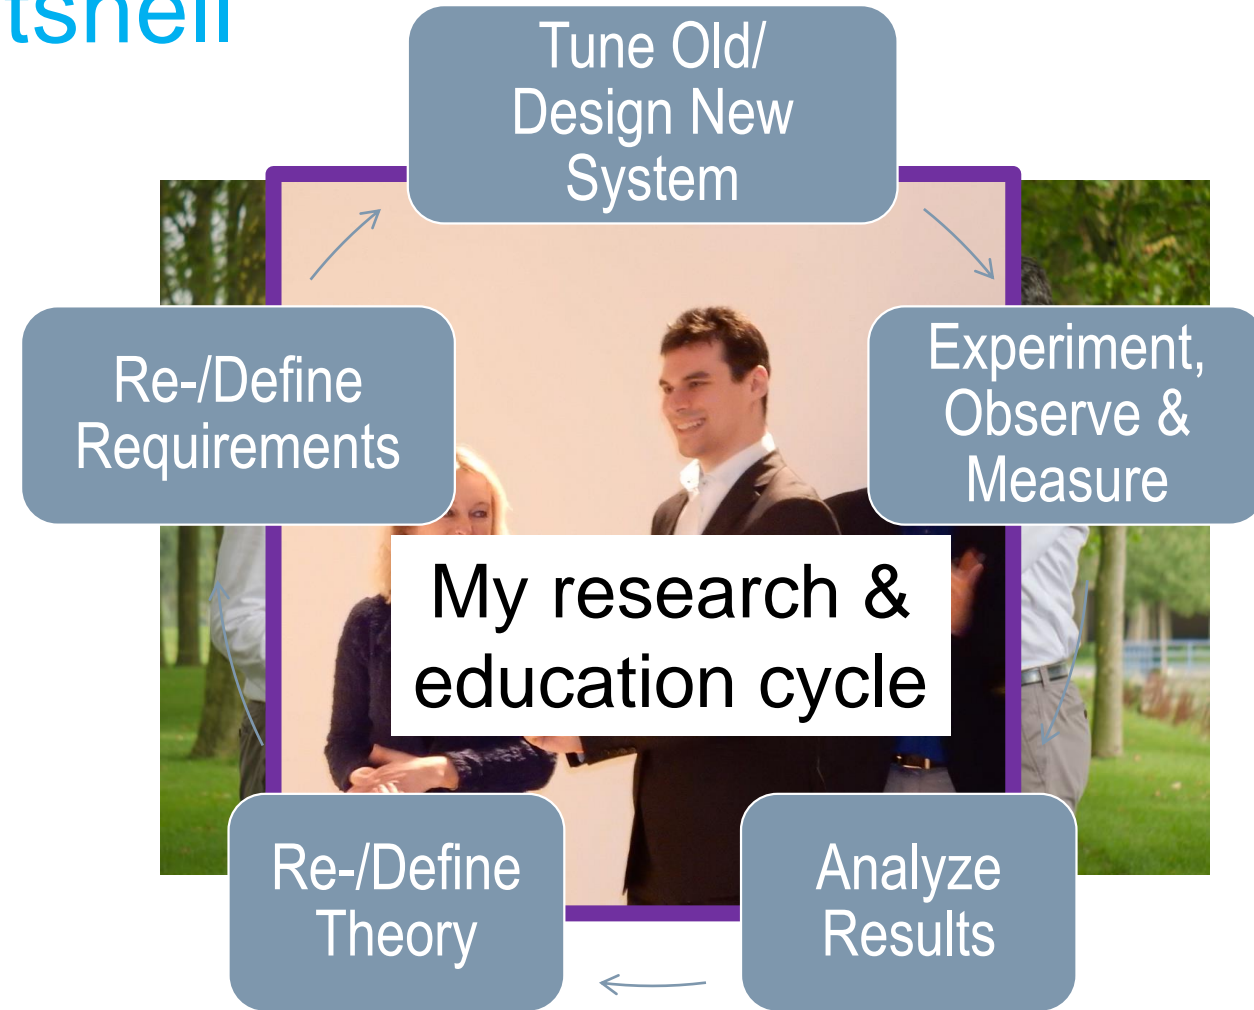 tshell
Tune Old/
Design New
System
Re-/Define
Requirements
Experiment,
Observe &
Measure
My research &
education cycle
Re-/Define
Theory
Analyze
Results